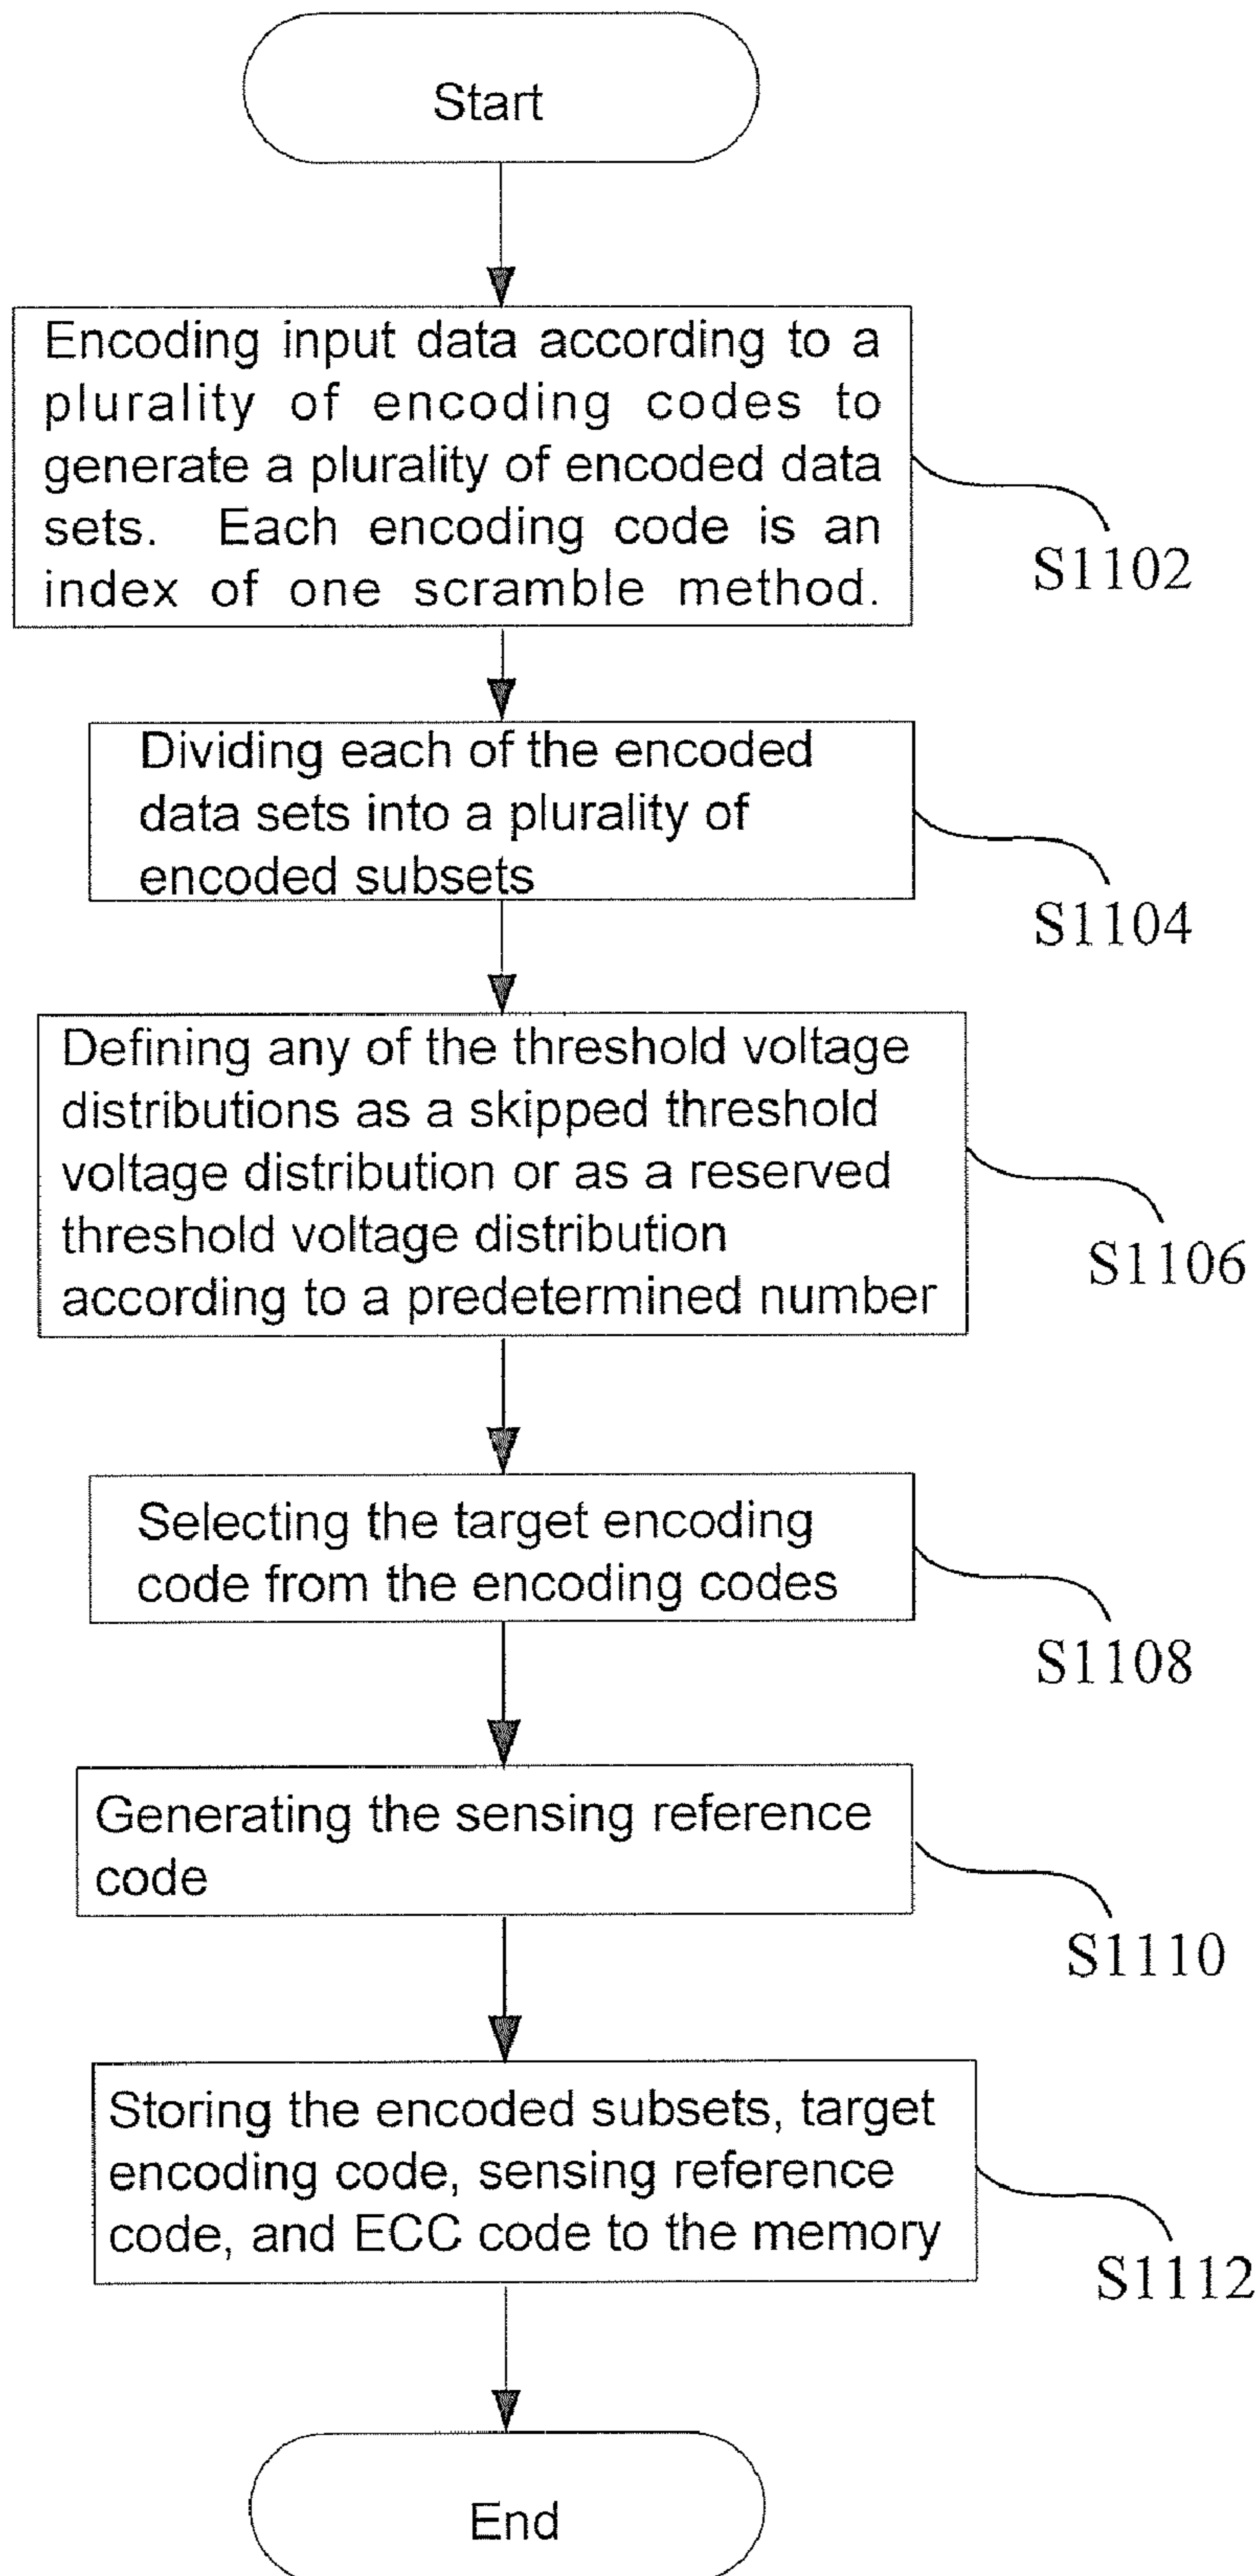 Start
Encoding input data according to a
plurality of encoding codes to
generate a plurality of encoded data
sets. Each encoding code is an
index of one scramble method.
S1102
Dividing each of the encoded
data sets into a plurality of
encoded subsets
S1104
Defining any of the threshold voltage
distributions as a skipped threshold
voltage distribution or as a reserved
threshold voltage distribution
according to a predetermined number
S1106
Selecting the target encoding
code from the encoding codes
S1108
Generating the sensing reference
code
S1110
Storing the encoded subsets, target
encoding code, sensing reference
code, and ECC code to the memory
S1112
End